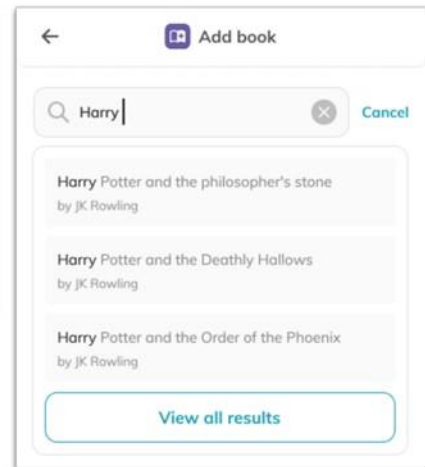 Add book
Harry
Cancel
Harry Potter and the philosopher's stone
by JK Rowling
Harry Potter and the Deathly Hallows
by JK Rowling
Harry Potter and the Order of the Phoenix
by JK Rowling
View all results